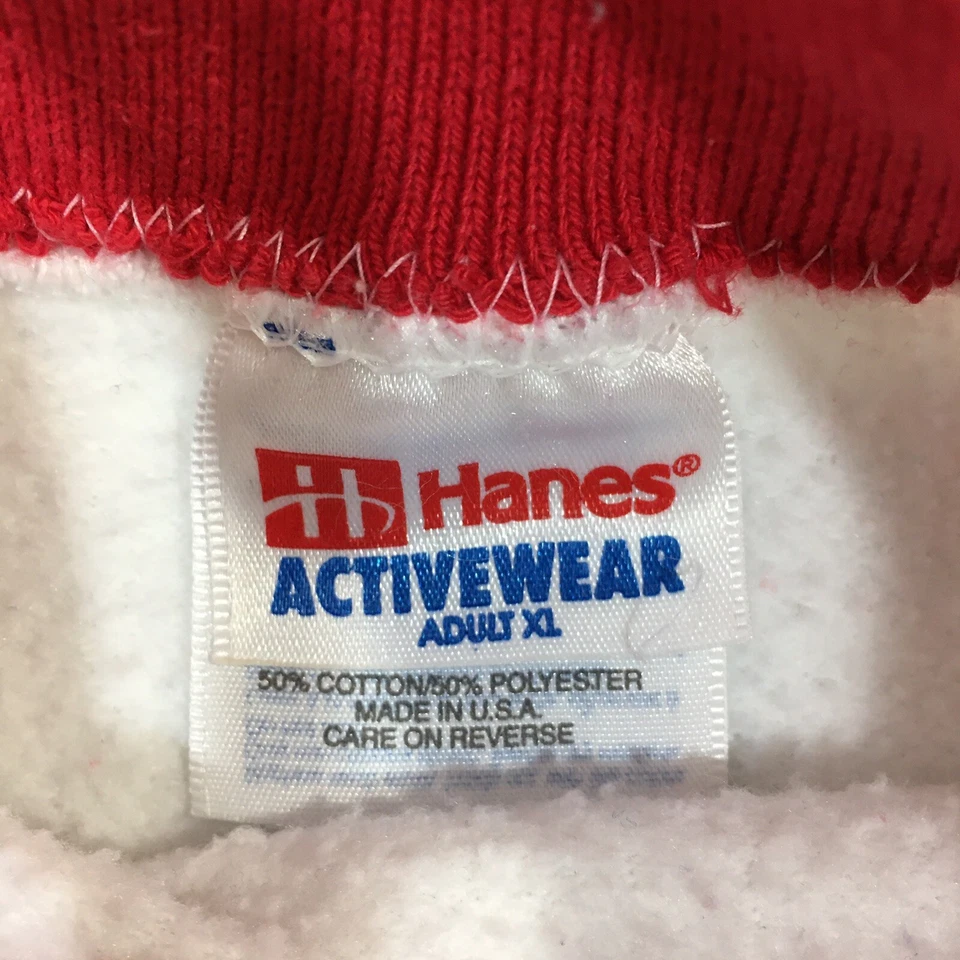 Hanes®
ACTIVEWEAR
ADULT XL
50% COTTON/50% POLYESTER
MADE IN U.S.A.
CARE ON REVERSE